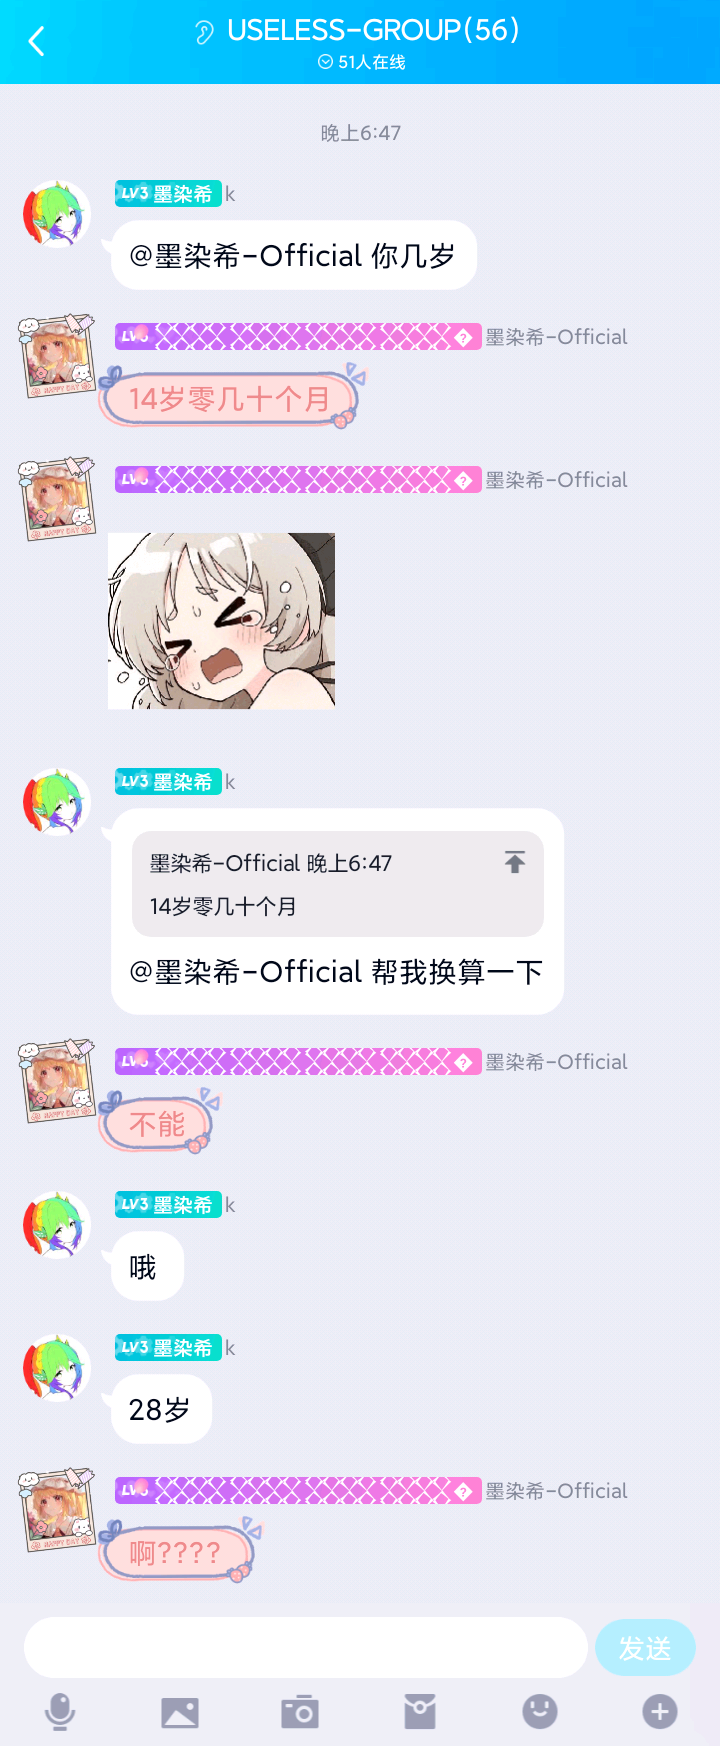 USELESS-GROUP(56)
51人在线
晚上6:47
LV3 墨染希 k
@墨染希-Official 你几岁
墨染希-Official
14岁零几十个月
墨染希-Official
LV3 墨染希 k
墨染希-Official 晚上6:47
14岁零几十个月
@墨染希-Official 帮我换算一下
墨染希-Official
不能
LV3 墨染希 k
哦
LV3 墨染希 k
28岁
墨染希-Official
啊????
发送